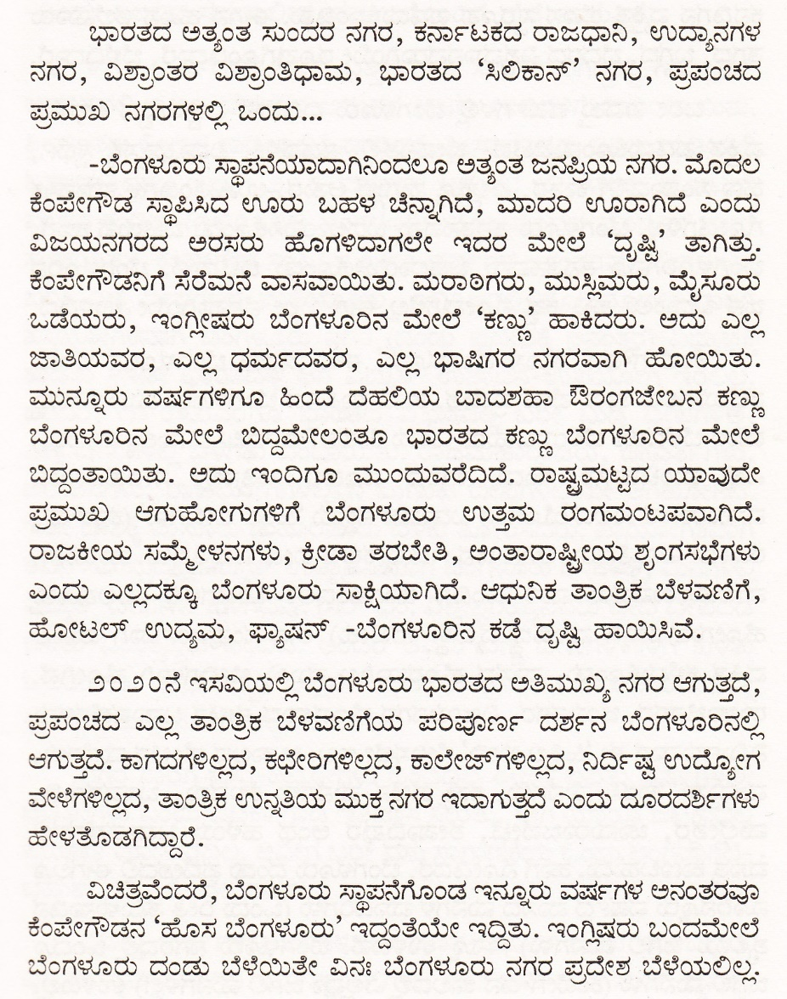 ಭಾರತದ ಅತ್ಯಂತ ಸುಂದರ ನಗರ, ಕರ್ನಾಟಕದ ರಾಜಧಾನಿ, ಉದ್ಯಾನಗಳ
ನಗರ, ವಿಶ್ರಾಂತರ ವಿಶ್ರಾಂತಿಧಾಮ, ಭಾರತದ ‘ಸಿಲಿಕಾನ್’ ನಗರ, ಪ್ರಪಂಚದ
ಪ್ರಮುಖ ನಗರಗಳಲ್ಲಿ ಒಂದು...
-ಬೆಂಗಳೂರು ಸ್ಥಾಪನೆಯಾದಾಗಿನಿಂದಲೂ ಅತ್ಯಂತ ಜನಪ್ರಿಯ ನಗರ. ಮೊದಲ
ಕೆಂಪೇಗೌಡ ಸ್ಥಾಪಿಸಿದ ಊರು ಬಹಳ ಚೆನ್ನಾಗಿದೆ, ಮಾದರಿ ಊರಾಗಿದೆ ಎಂದು
ವಿಜಯನಗರದ ಅರಸರು ಹೊಗಳಿದಾಗಲೇ ಇದರ ಮೇಲೆ ‘ದೃಷ್ಟಿ’ ತಾಗಿತ್ತು.
ಕೆಂಪೇಗೌಡನಿಗೆ ಸೆರೆಮನೆ ವಾಸವಾಯಿತು. ಮರಾಠಿಗರು, ಮುಸ್ಲಿಮರು, ಮೈಸೂರು
ಒಡೆಯರು, ಇಂಗ್ಲೀಷರು ಬೆಂಗಳೂರಿನ ಮೇಲೆ ‘ಕಣ್ಣು’ ಹಾಕಿದರು. ಅದು ಎಲ್ಲ
ಜಾತಿಯವರ, ಎಲ್ಲ ಧರ್ಮದವರ, ಎಲ್ಲ ಭಾಷಿಗರ ನಗರವಾಗಿ ಹೋಯಿತು.
ಮುನ್ನೂರು ವರ್ಷಗಳಿಗೂ ಹಿಂದೆ ದೆಹಲಿಯ ಬಾದಶಹಾ ಔರಂಗಜೇಬನ ಕಣ್ಣು
ಬೆಂಗಳೂರಿನ ಮೇಲೆ ಬಿದ್ದಮೇಲಂತೂ ಭಾರತದ ಕಣ್ಣು ಬೆಂಗಳೂರಿನ ಮೇಲೆ
ಬಿದ್ದಂತಾಯಿತು. ಅದು ಇಂದಿಗೂ ಮುಂದುವರೆದಿದೆ. ರಾಷ್ಟ್ರಮಟ್ಟದ ಯಾವುದೇ
ಪ್ರಮುಖ ಆಗುಹೋಗುಗಳಿಗೆ ಬೆಂಗಳೂರು ಉತ್ತಮ ರಂಗಮಂಟಪವಾಗಿದೆ.
ರಾಜಕೀಯ ಸಮ್ಮೇಳನಗಳು, ಕ್ರೀಡಾ ತರಬೇತಿ, ಅಂತಾರಾಷ್ಟ್ರೀಯ ಶೃಂಗಸಭೆಗಳು
ಎಂದು ಎಲ್ಲದಕ್ಕೂ ಬೆಂಗಳೂರು ಸಾಕ್ಷಿಯಾಗಿದೆ. ಆಧುನಿಕ ತಾಂತ್ರಿಕ ಬೆಳವಣಿಗೆ,
ಹೋಟಲ್ ಉದ್ಯಮ, ಫ್ಯಾಷನ್ -ಬೆಂಗಳೂರಿನ ಕಡೆ ದೃಷ್ಟಿ ಹಾಯಿಸಿವೆ.
೨೦೨೦ನೆ ಇಸವಿಯಲ್ಲಿ ಬೆಂಗಳೂರು ಭಾರತದ ಅತಿಮುಖ್ಯ ನಗರ ಆಗುತ್ತದೆ,
ಪ್ರಪಂಚದ ಎಲ್ಲ ತಾಂತ್ರಿಕ ಬೆಳವಣಿಗೆಯ ಪರಿಪೂರ್ಣ ದರ್ಶನ ಬೆಂಗಳೂರಿನಲ್ಲಿ
ಆಗುತ್ತದೆ. ಕಾಗದಗಳಿಲ್ಲದ, ಕಛೇರಿಗಳಿಲ್ಲದ, ಕಾಲೇಜ್‌ಗಳಿಲ್ಲದ, ನಿರ್ದಿಷ್ಟ ಉದ್ಯೋಗ
ವೇಳೆಗಳಿಲ್ಲದ, ತಾಂತ್ರಿಕ ಉನ್ನತಿಯ ಮುಕ್ತ ನಗರ ಇದಾಗುತ್ತದೆ ಎಂದು ದೂರದರ್ಶಿಗಳು
ಹೇಳತೊಡಗಿದ್ದಾರೆ.
ವಿಚಿತ್ರವೆಂದರೆ, ಬೆಂಗಳೂರು ಸ್ಥಾಪನೆಗೊಂಡ ಇನ್ನೂರು ವರ್ಷಗಳ ಅನಂತರವೂ
ಕೆಂಪೇಗೌಡನ ‘ಹೊಸ ಬೆಂಗಳೂರು’ ಇದ್ದಂತೆಯೇ ಇದ್ದಿತು. ಇಂಗ್ಲಿಷರು ಬಂದಮೇಲೆ
ಬೆಂಗಳೂರು ದಂಡು ಬೆಳೆಯಿತೇ ವಿನಃ ಬೆಂಗಳೂರು ನಗರ ಪ್ರದೇಶ ಬೆಳೆಯಲಿಲ್ಲ.